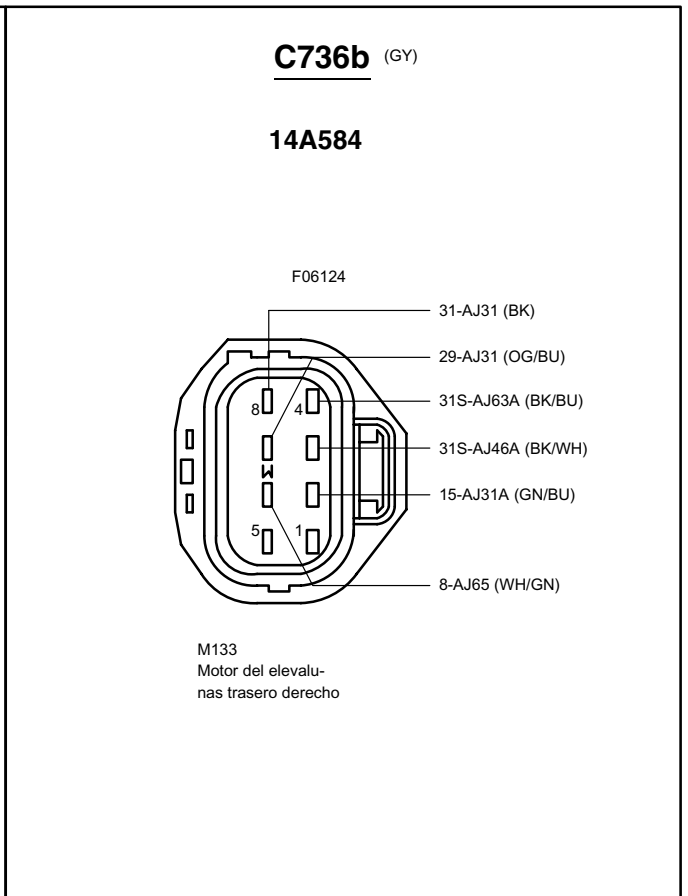 C736b (GY)
14A584
F06124
31-AJ31 (BK)
29-AJ31 (OG/BU)
8 4 31S-AJ63A (BK/BU)
31S-AJ46A (BK/WH)
15-AJ31A (GN/BU)
5 1
8-AJ65 (WH/GN)
M133
Motor del elevalu-
nas trasero derecho